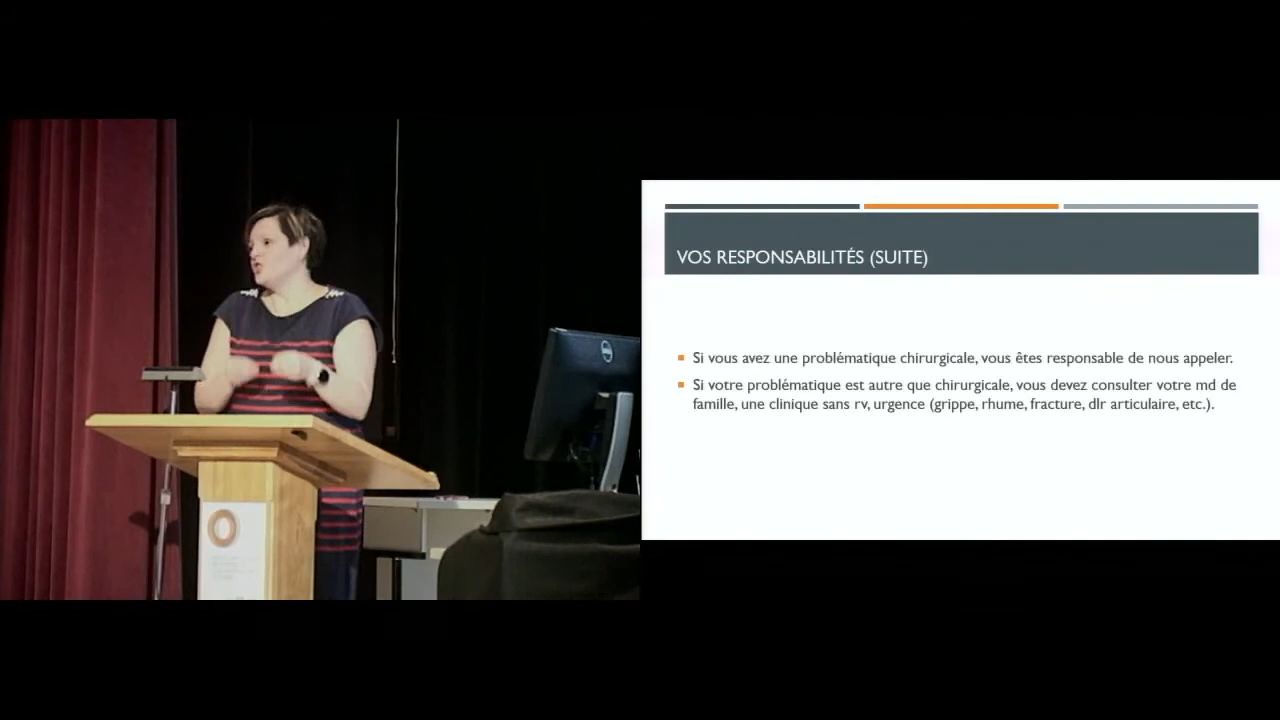 VOS RESPONSABILITÉS (SUITE)
Si vous avez une problématique chirurgicale, vous êtes responsable de nous appeler.
Si votre problématique est autre que chirurgicale, vous devez consulter votre md de
famille, une clinique sans rv, urgence (grippe, rhume, fracture, dlr articulaire, etc.).